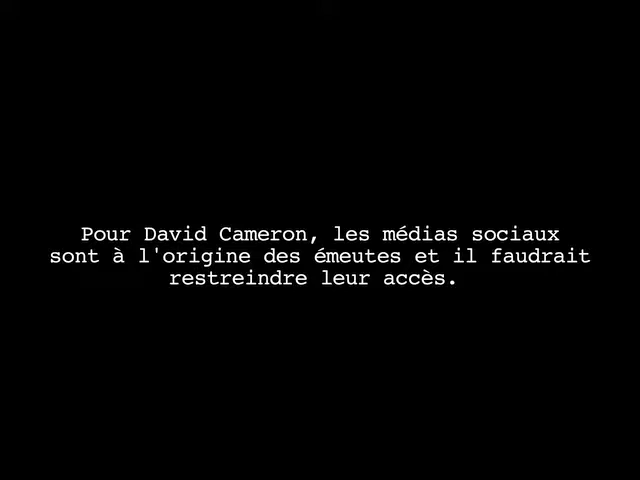 Pour David Cameron, les médias sociaux
sont à l'origine des émeutes et il faudrait
restreindre leur accès.